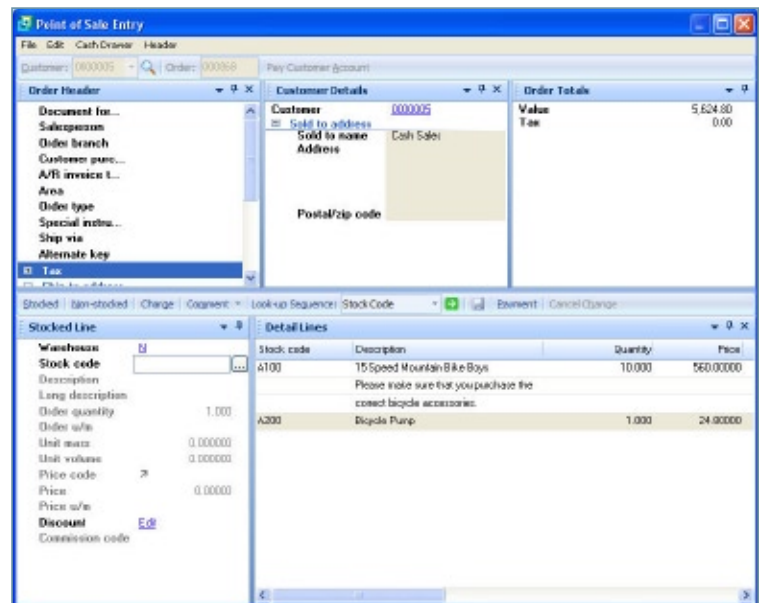 Point of Sale Entry
File Edit Cash Drawer Header
Customer: 0000005 Order: 000868 Pay Customer Account
Order Header
Document for...
Salesperson
Order branch
Customer purc...
A/R invoice t...
Area
Order type
Special instru...
Ship via
Alternate key
Tax
Ship to address
Customer Details
Customer 0000005
Sold to address
Sold to name Cash Sales
Address
Postal/zip code
Order Totals
Value 5,624.80
Tax 0.00
Stocked Non-stocked Charge Comment Look-up Sequence: Stock Code Payment Cancel Change
Stocked Line
Warehouse N
Stock code ...
Description
Long description
Order quantity 1.000
Order u/m
Unit mass 0.000000
Unit volume 0.000000
Price code
Price 0.00000
Price u/m
Discount Edit
Commission code
Detail Lines
Stock code Description Quantity Price
A100 15 Speed Mountain Bike Boys 10.000 560.00000
Please make sure that you purchase the
correct bicycle accessories.
A200 Bicycle Pump 1.000 24.80000